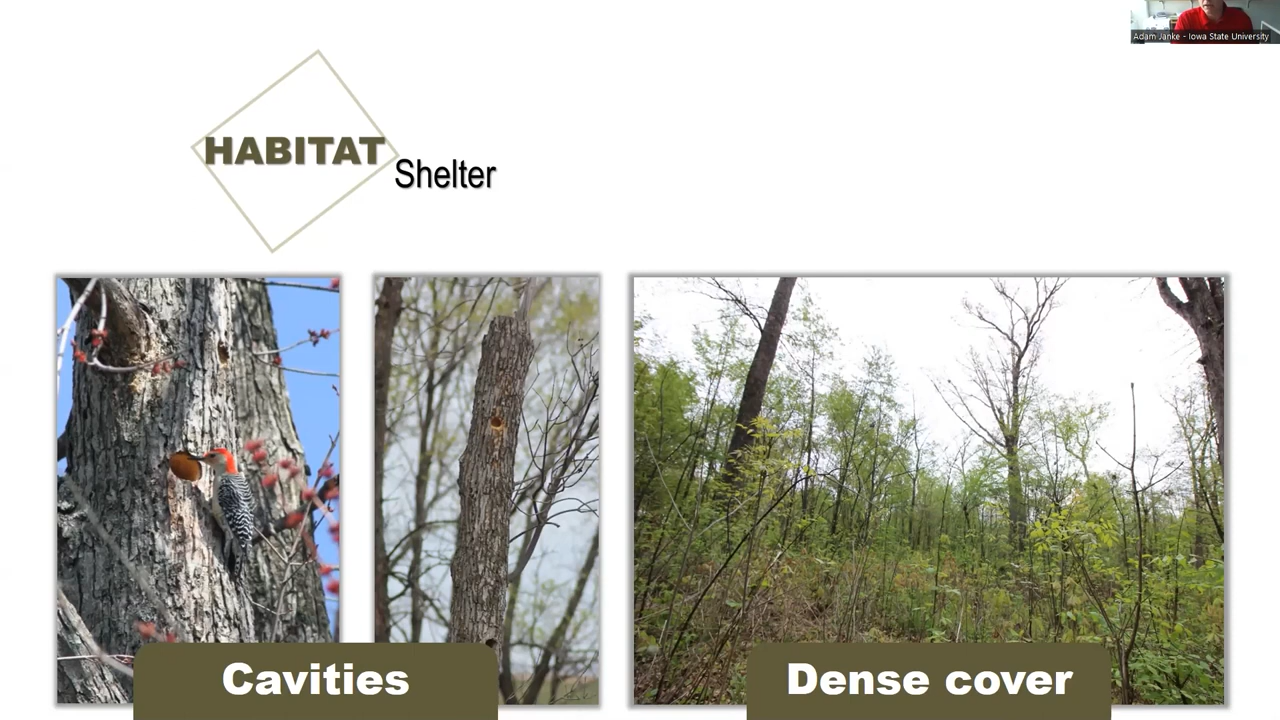 Adam Janke - Iowa State University
HABITAT
Shelter
Cavities
Dense cover